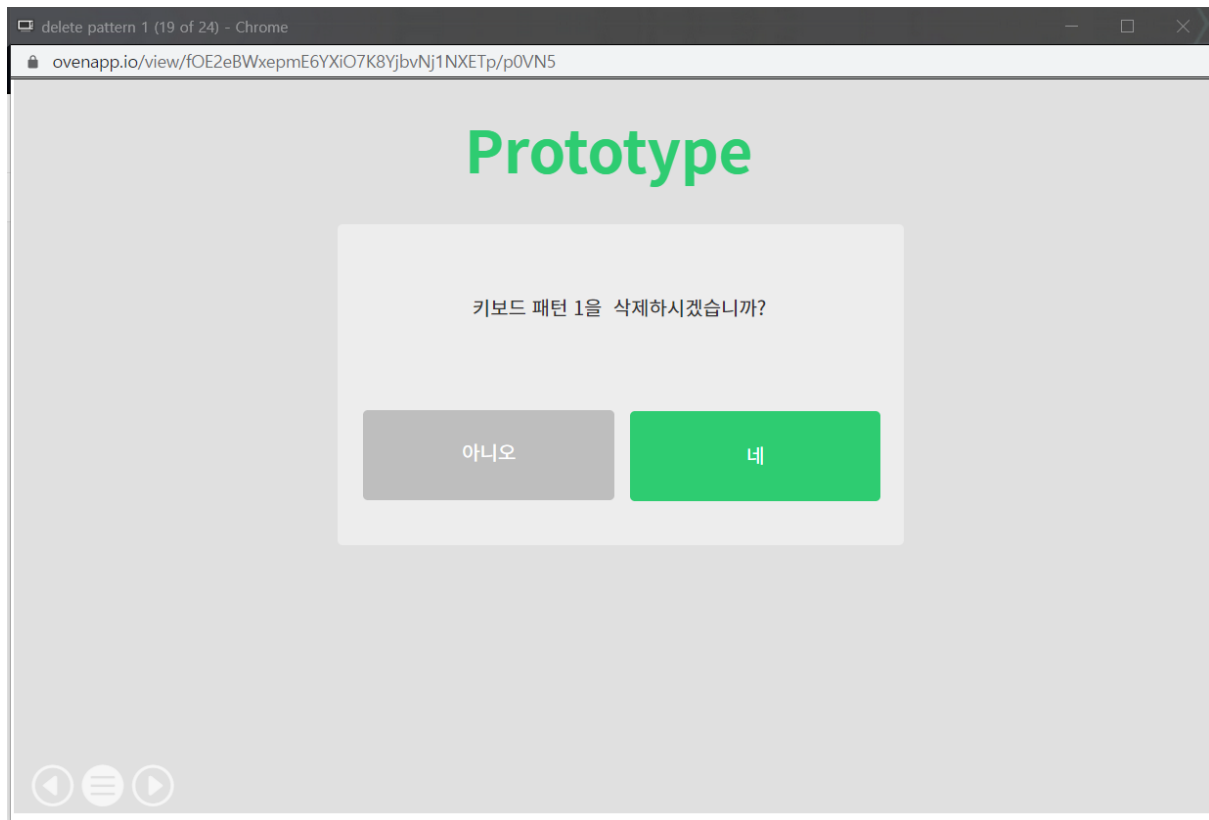 delete pattern 1 (19 of 24) - Chrome
ovenapp.io/view/fOE2eBWxepmE6YXiO7K8YjbvNj1NXETp/p0VN5
Prototype
키보드 패턴 1을  삭제하시겠습니까?
아니오
네